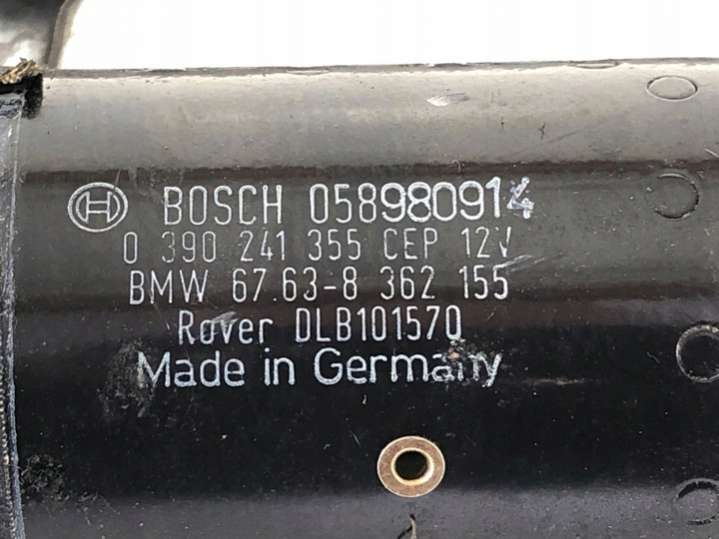 BOSCH 058980914
0 390 241 355 CEP 12V
BMW 67.63-8 362 155
Rover DLB101570
Made in Germany